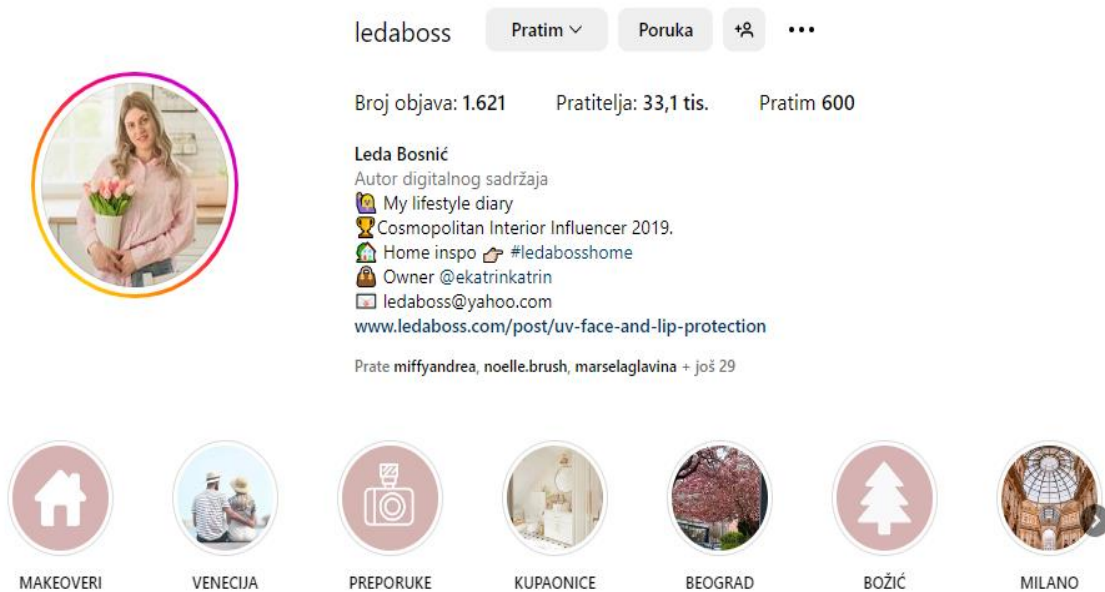 ledaboss Pratim Poruka
Broj objava: 1.621 Pratitelja: 33,1 tis. Pratim 600
Leda Bosnić
Autor digitalnog sadržaja
My lifestyle diary
Cosmopolitan Interior Influencer 2019.
Home inspo 👉 #ledabosshome
Owner @ekatrinkatrin
ledaboss@yahoo.com
www.ledaboss.com/post/uv-face-and-lip-protection
Prate miffyandrea, noelle.brush, marselaglavina + još 29
MAKEOVERI VENECIJA PREPORUKE KUPAONICE BEOGRAD BOŽIĆ MILANO